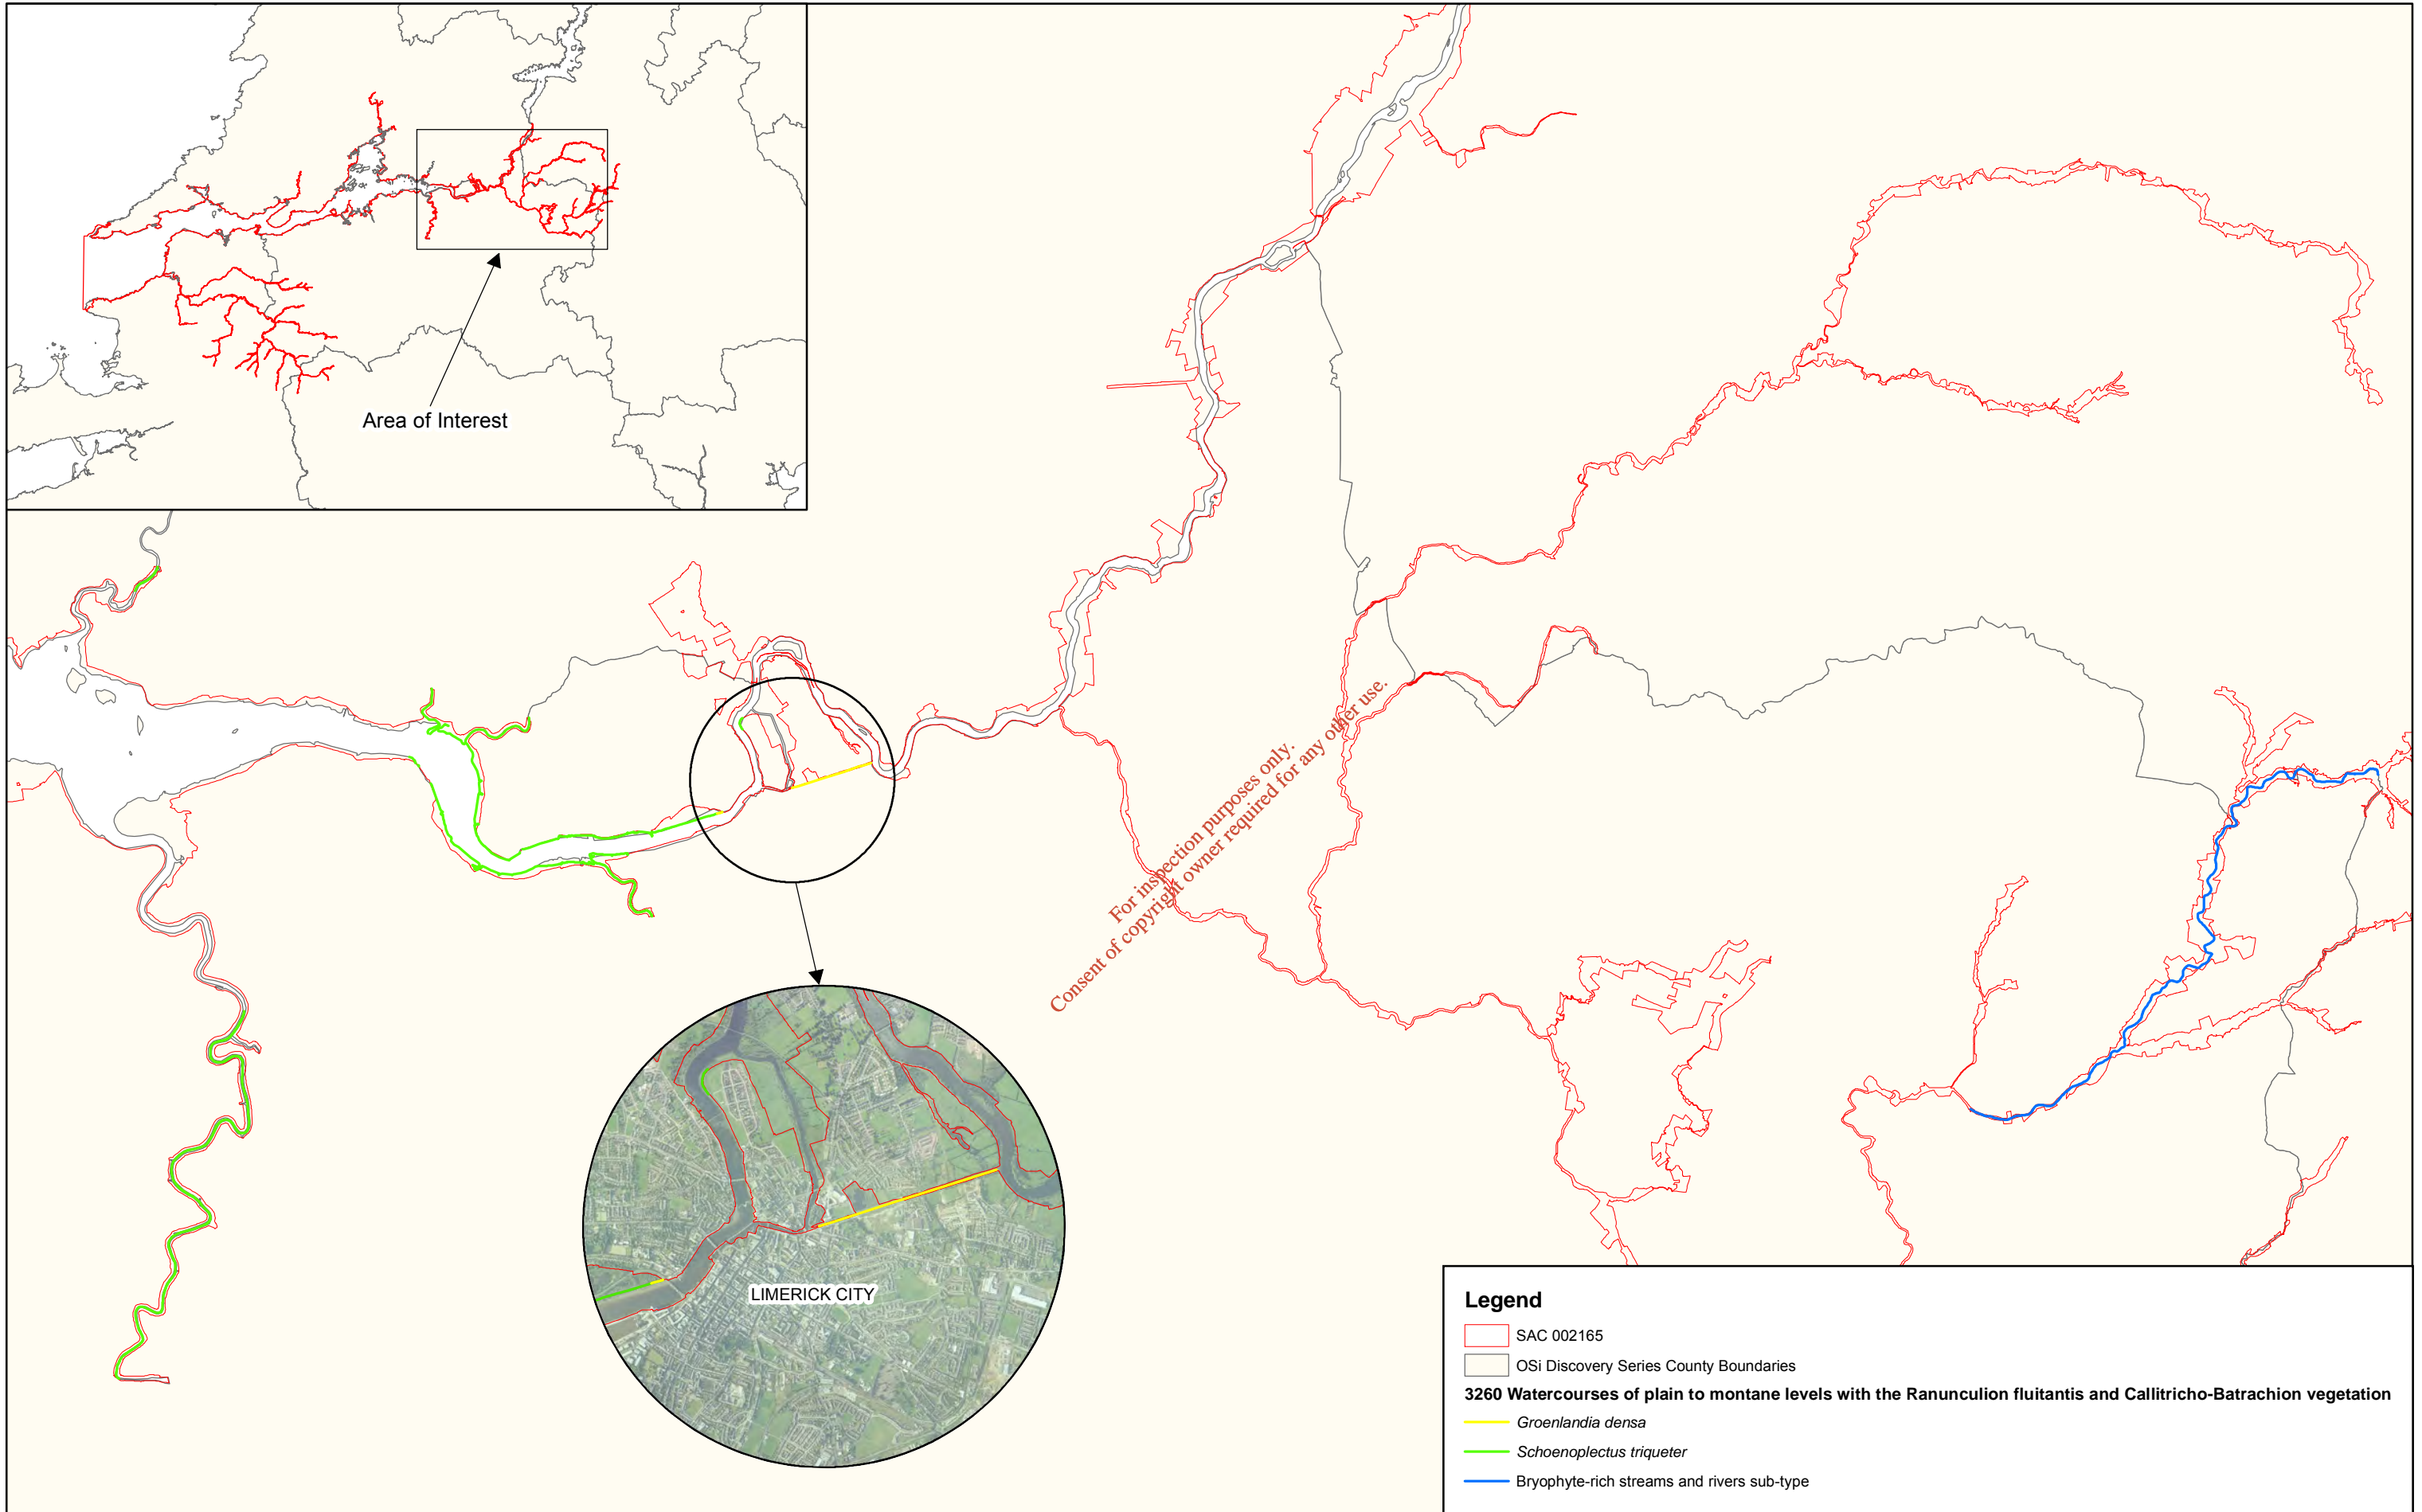 Area of Interest
For inspection purposes only.
Consent of copyright owner required for any other use.
LIMERICK CITY
Legend
SAC 002165
OSi Discovery Series County Boundaries
3260 Watercourses of plain to montane levels with the Ranunculion fluitantis and Callitricho-Batrachion vegetation
Groenlandia densa
Schoenoplectus triqueter
Bryophyte-rich streams and rivers sub-type